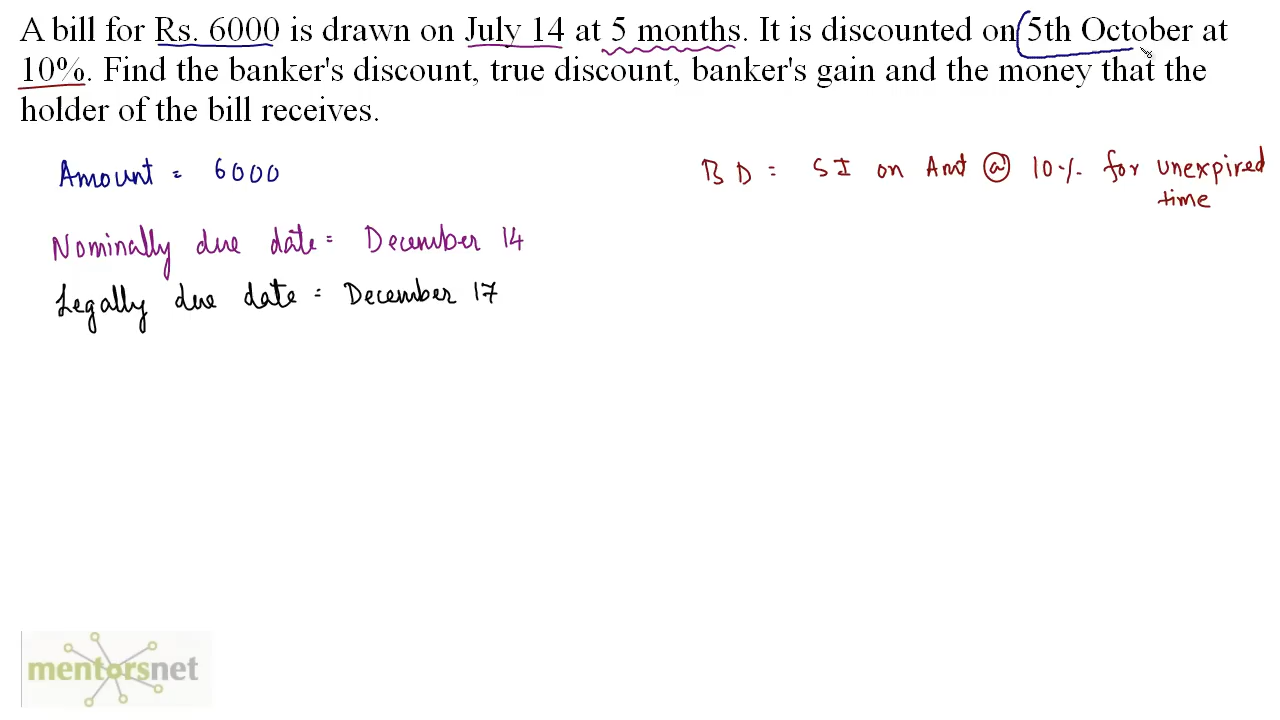 A bill for Rs. 6000 is drawn on July 14 at 5 months. It is discounted on 5th October at
10%. Find the banker's discount, true discount, banker's gain and the money that the
holder of the bill receives.
Amount = 6000
BD = SI on Amt @ 10% for unexpired
time
Nominally due date = December 14
Legally due date = December 17
mentorsnet